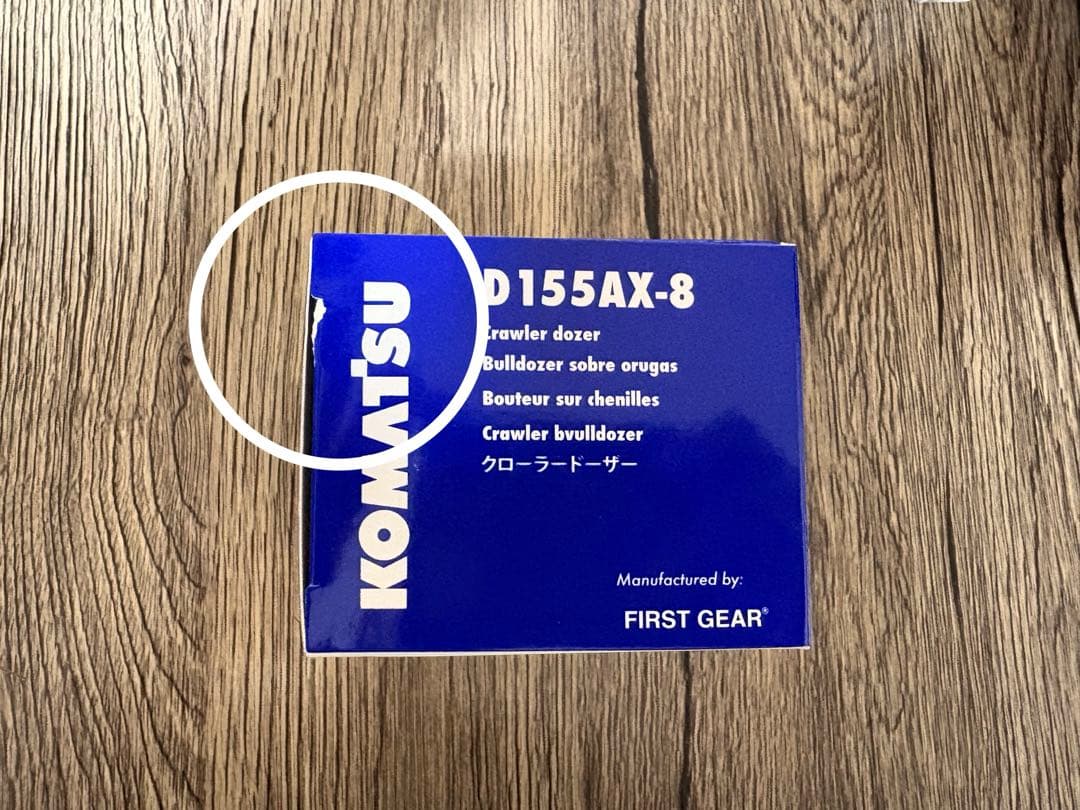 KOMATSU
D155AX-8
Crawler dozer
Bulldozer sobre orugas
Bouteur sur chenilles
Crawler bvulldozer
クローラードーザー
Manufactured by:
FIRST GEAR®